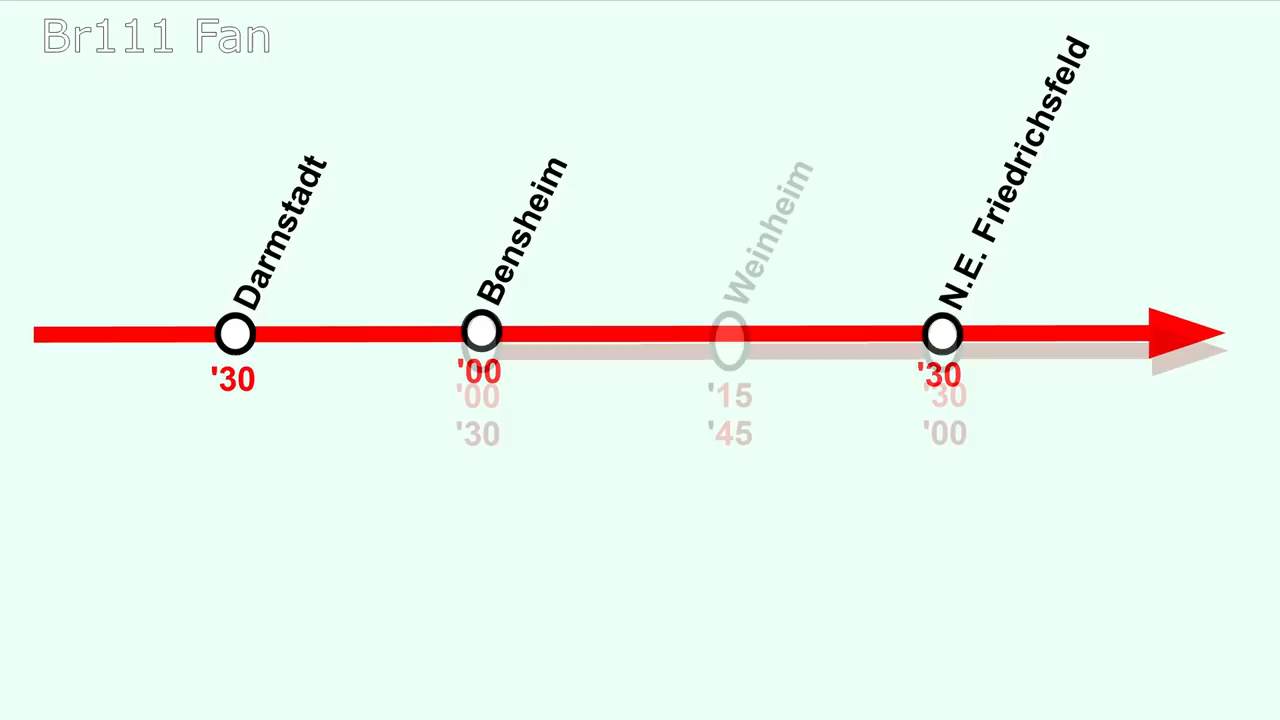 Br111 Fan
Darmstadt
Bensheim
Weinheim
N.E. Friedrichsfeld
'30
'00
'30
'00
'15
'30
'30
'45
'00